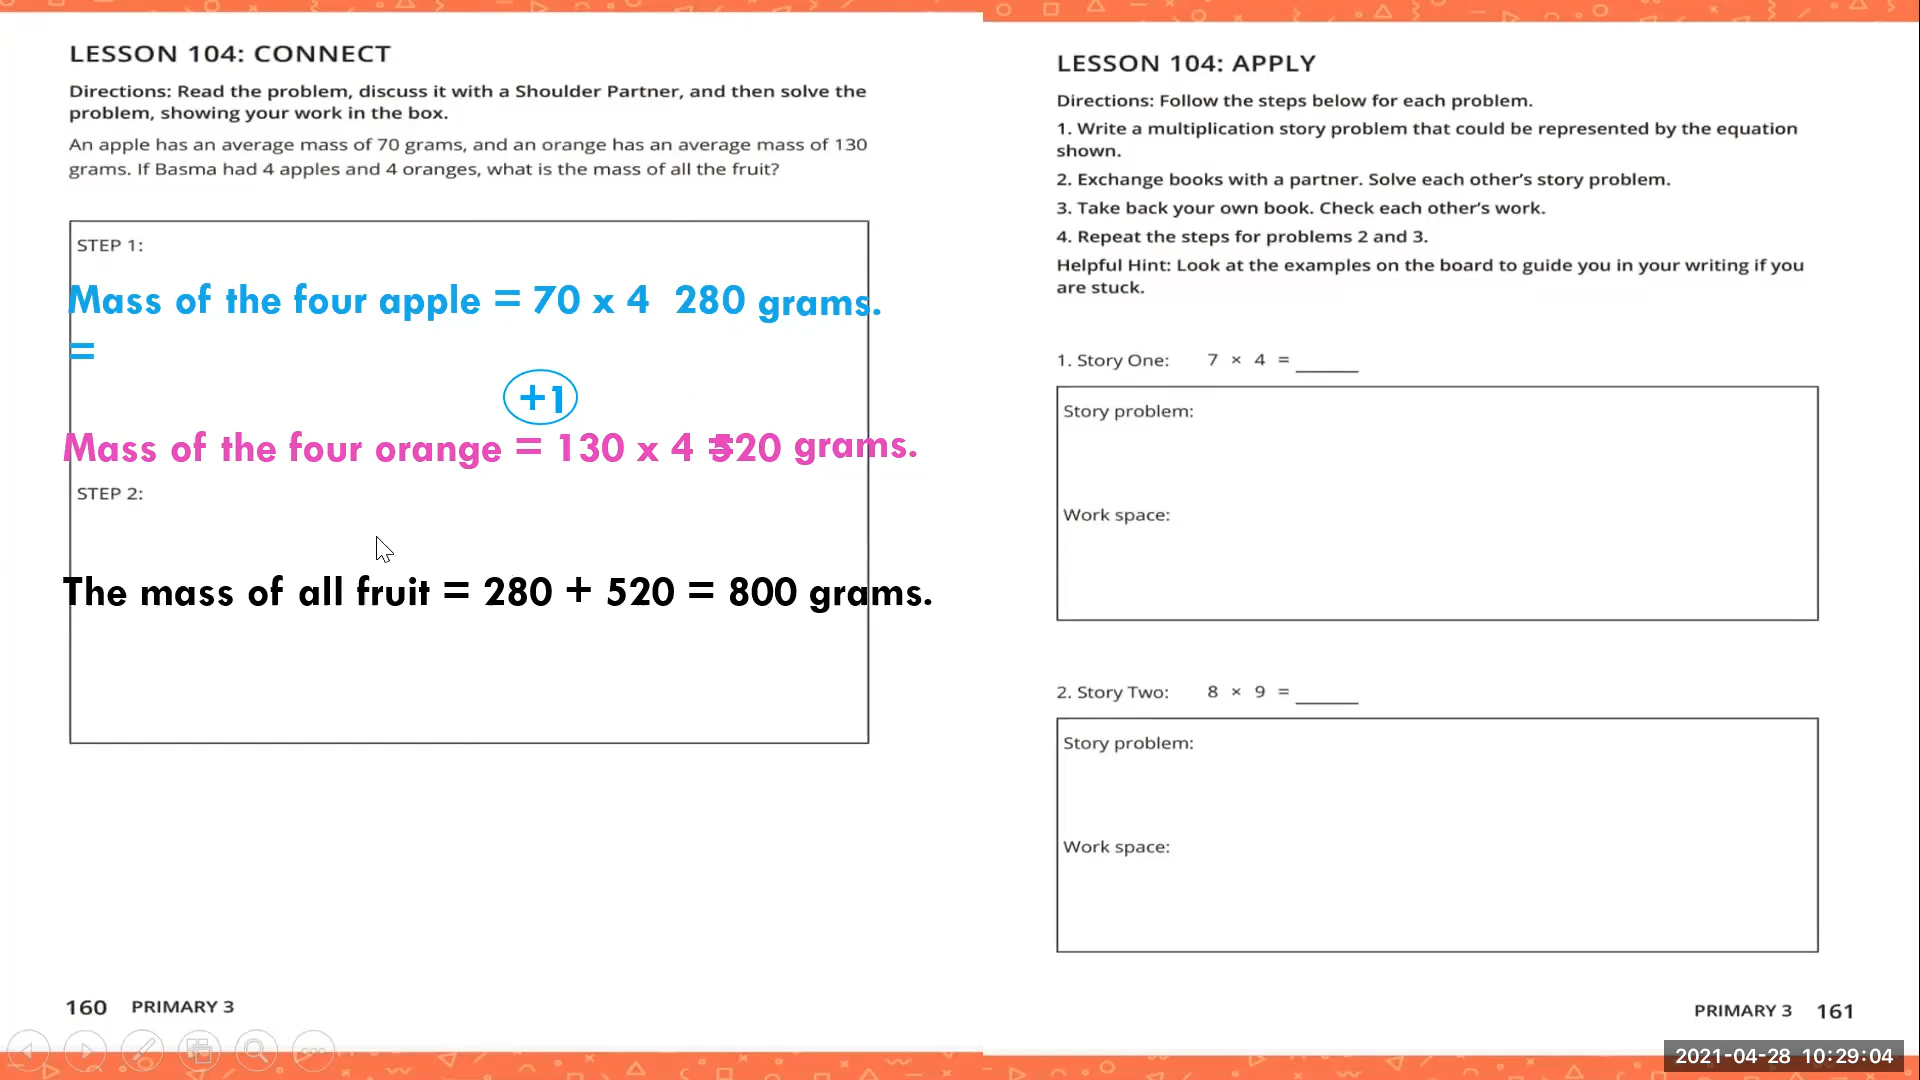 LESSON 104: CONNECT
Directions: Read the problem, discuss it with a Shoulder Partner, and then solve the
problem, showing your work in the box.
An apple has an average mass of 70 grams, and an orange has an average mass of 130
grams. If Basma had 4 apples and 4 oranges, what is the mass of all the fruit?
STEP 1:
Mass of the four apple = 70 x 4 280 grams.
=
+1
Mass of the four orange = 130 x 4 = 520 grams.
STEP 2:
The mass of all fruit = 280 + 520 = 800 grams.
160 PRIMARY 3
LESSON 104: APPLY
Directions: Follow the steps below for each problem.
1. Write a multiplication story problem that could be represented by the equation
shown.
2. Exchange books with a partner. Solve each other's story problem.
3. Take back your own book. Check each other's work.
4. Repeat the steps for problems 2 and 3.
Helpful Hint: Look at the examples on the board to guide you in your writing if you
are stuck.
1. Story One: 7 × 4 = ______
Story problem:
Work space:
2. Story Two: 8 × 9 = ______
Story problem:
Work space:
PRIMARY 3 161
2021-04-28 10:29:04